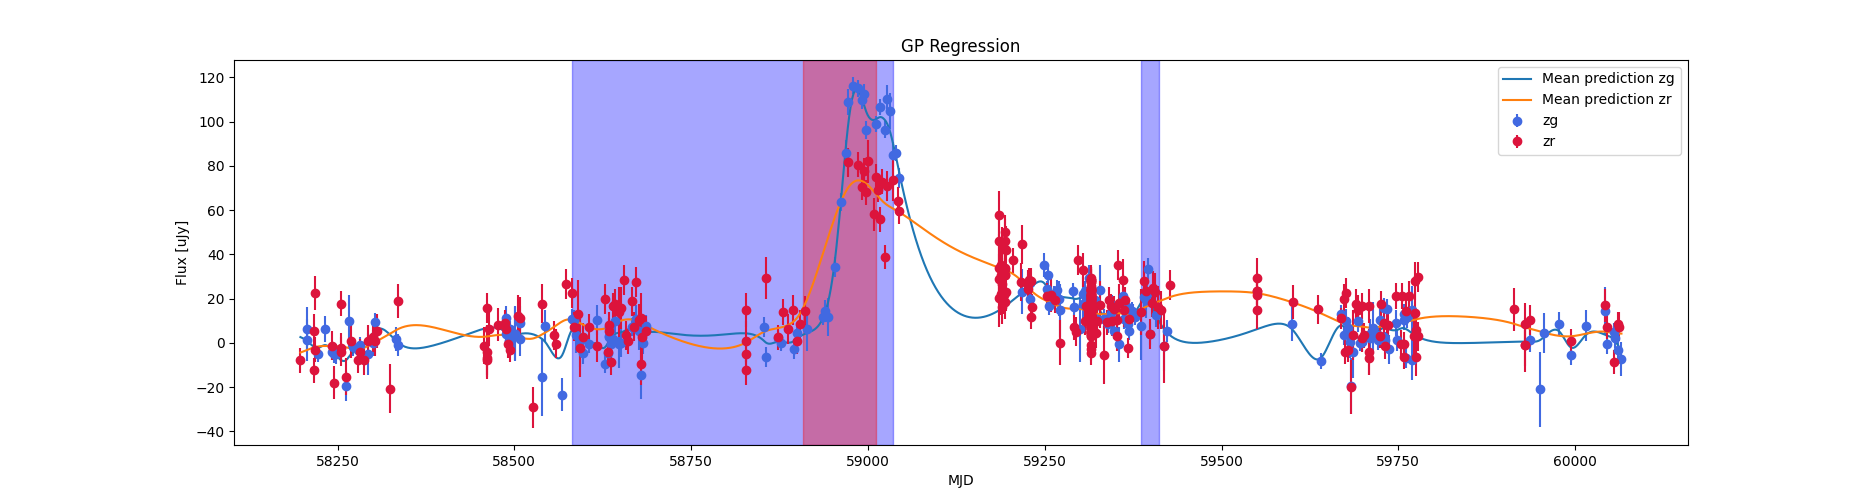 GP Regression
Flux [uJy]
120
100
80
60
40
20
0
−20
−40
Mean prediction zg
Mean prediction zr
zg
zr
58250 58500 58750 59000 59250 59500 59750 60000
MJD